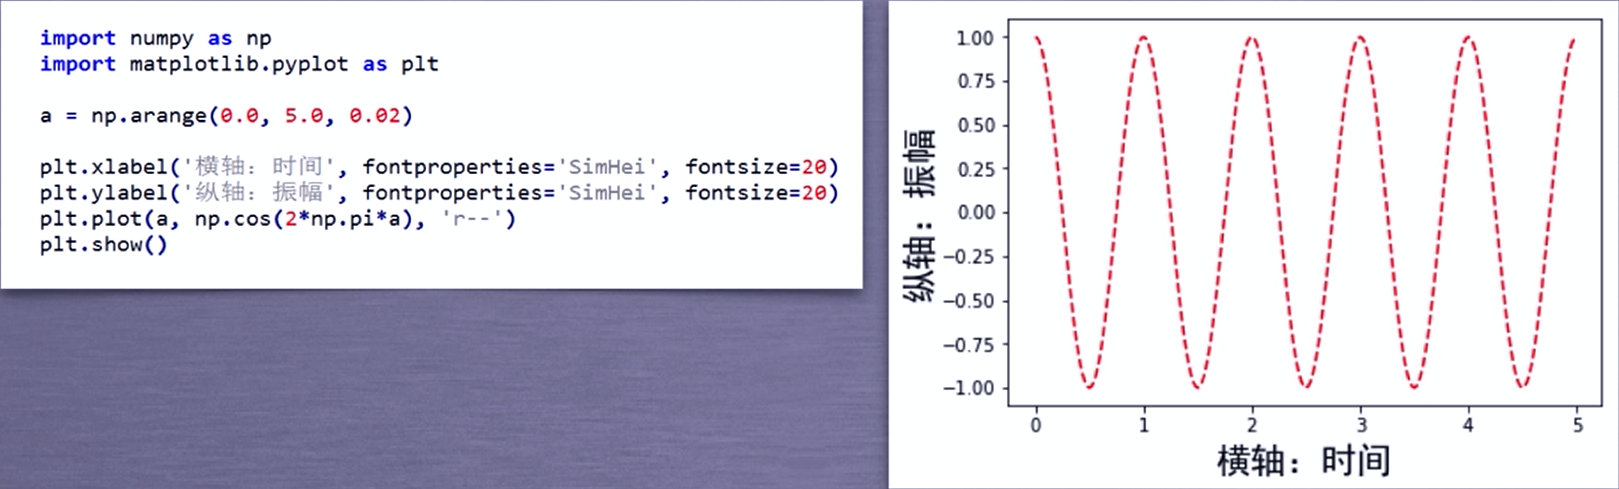 import numpy as np
import matplotlib.pyplot as plt
a = np.arange(0.0, 5.0, 0.02)
plt.xlabel('横轴：时间', fontproperties='SimHei', fontsize=20)
plt.ylabel('纵轴：振幅', fontproperties='SimHei', fontsize=20)
plt.plot(a, np.cos(2*np.pi*a), 'r--')
plt.show()
1.00
0.75
0.50
0.25
0.00
−0.25
−0.50
−0.75
−1.00
纵轴：振幅
0 1 2 3 4 5
横轴：时间